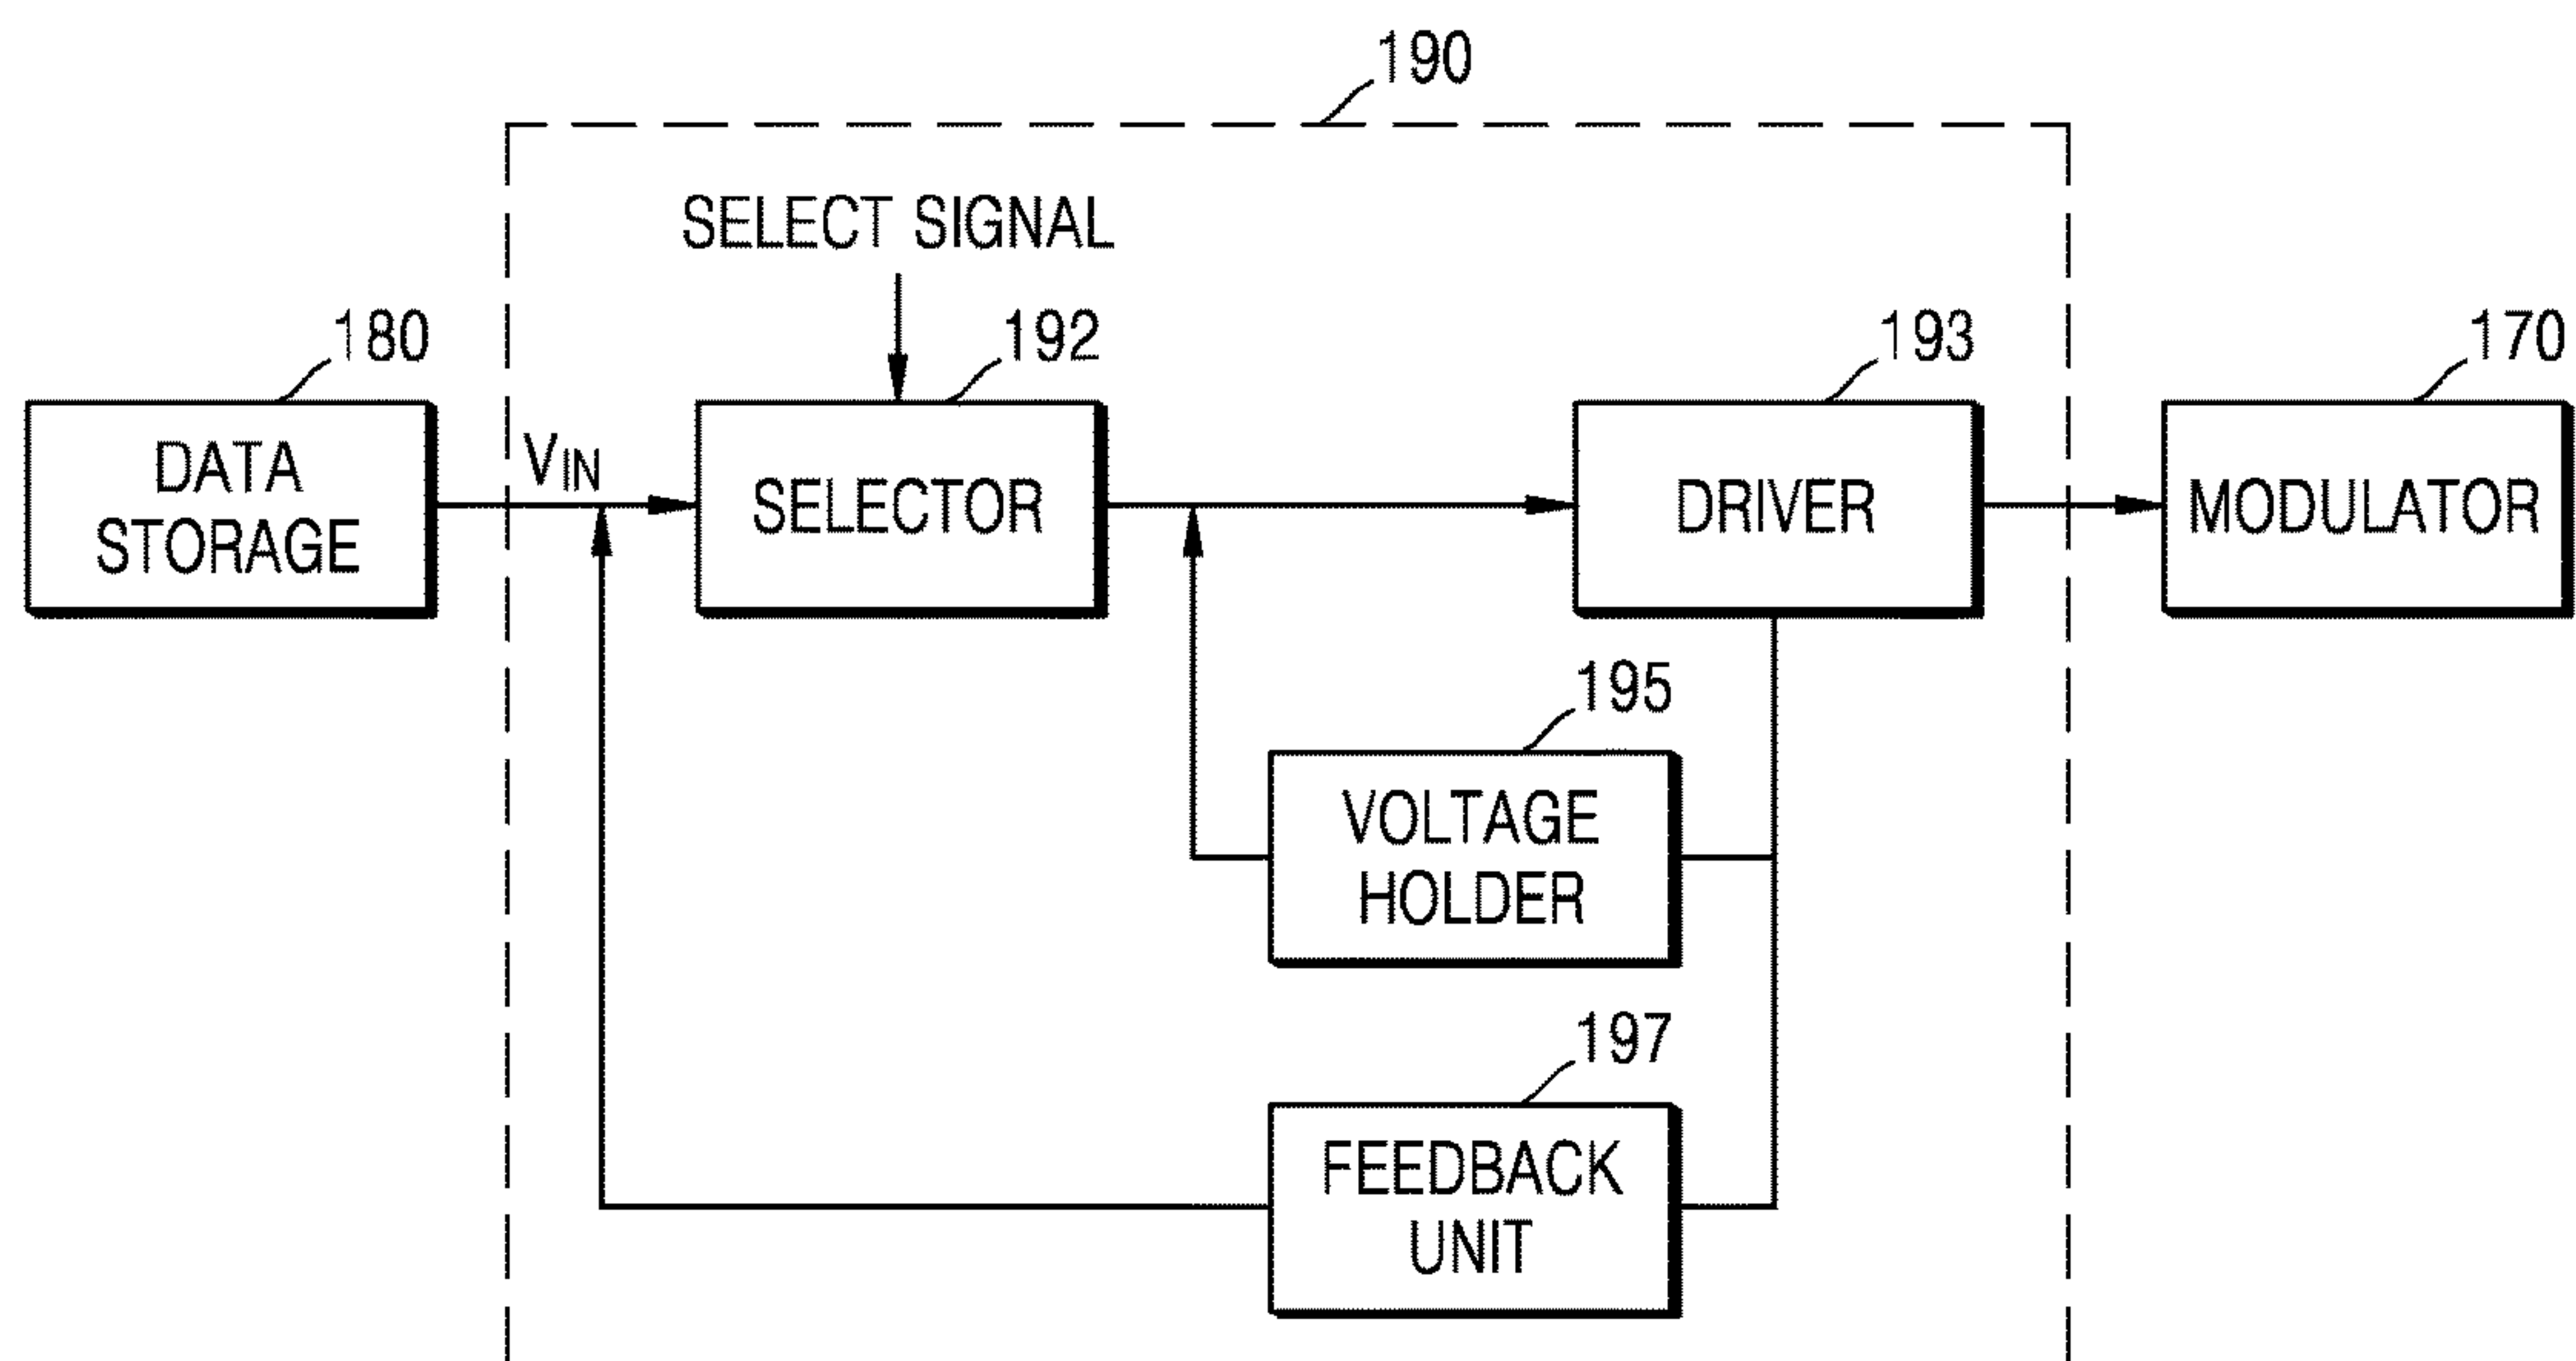 190
SELECT SIGNAL
180
192
193
170
DATA
STORAGE
VIN
SELECTOR
DRIVER
MODULATOR
195
VOLTAGE
HOLDER
197
FEEDBACK
UNIT